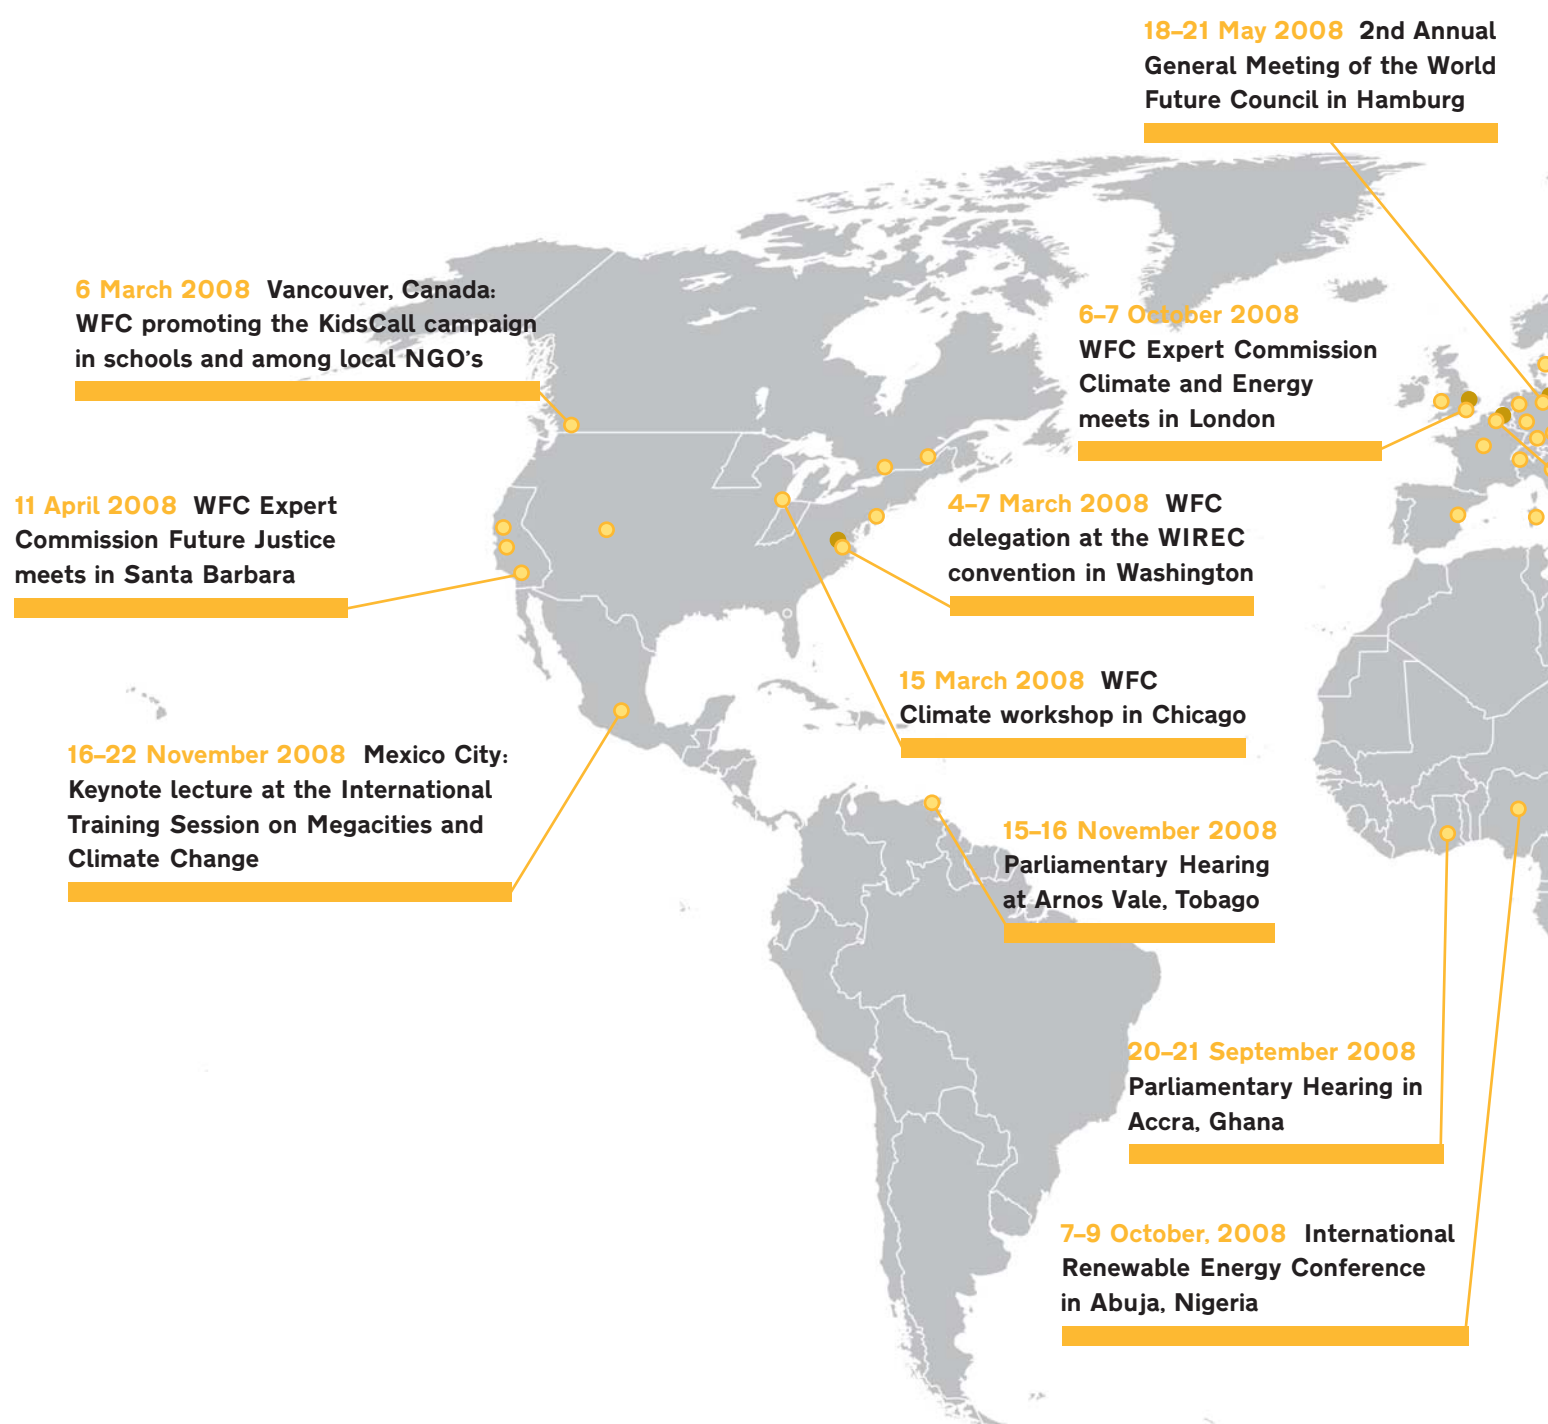 18–21 May 2008 2nd Annual
General Meeting of the World
Future Council in Hamburg
6 March 2008 Vancouver, Canada:
WFC promoting the KidsCall campaign
in schools and among local NGO's
6–7 October 2008
WFC Expert Commission
Climate and Energy
meets in London
11 April 2008 WFC Expert
Commission Future Justice
meets in Santa Barbara
4–7 March 2008 WFC
delegation at the WIREC
convention in Washington
15 March 2008 WFC
Climate workshop in Chicago
16–22 November 2008 Mexico City:
Keynote lecture at the International
Training Session on Megacities and
Climate Change
15–16 November 2008
Parliamentary Hearing
at Arnos Vale, Tobago
20–21 September 2008
Parliamentary Hearing in
Accra, Ghana
7–9 October, 2008 International
Renewable Energy Conference
in Abuja, Nigeria